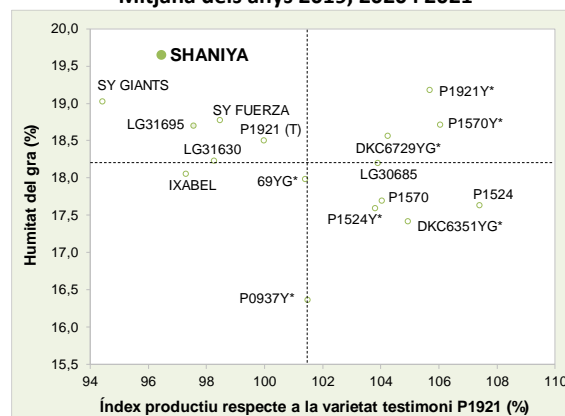 Mitjana dels anys 2019, 2020 i 2021
20,0
19,5
19,0
18,5
18,0
17,5
17,0
16,5
16,0
15,5
Humitat del gra (%)
SHANIYA
SY GIANTS
P1921Y*
SY FUERZA
LG31695
P1570Y*
P1921 (T)
DKC6729YG*
LG31630
LG30685
IXABEL
69YG*
P1570
P1524
P1524Y*
DKC6351YG*
P0937Y*
94 96 98 100 102 104 106 108 110
Índex productiu respecte a la varietat testimoni P1921 (%)